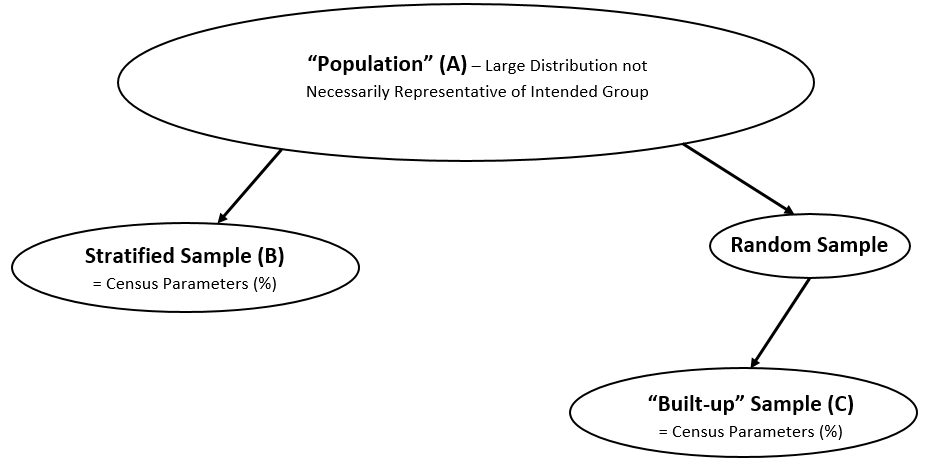 “Population” (A) – Large Distribution not
Necessarily Representative of Intended Group
Stratified Sample (B)
= Census Parameters (%)
Random Sample
“Built-up” Sample (C)
= Census Parameters (%)